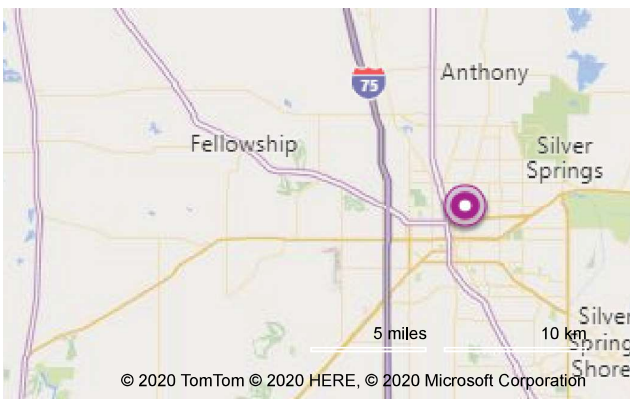 75
Anthony
Fellowship
Silver
Springs
Silver
Spring
Shore
5 miles
10 km
© 2020 TomTom © 2020 HERE, © 2020 Microsoft Corporation